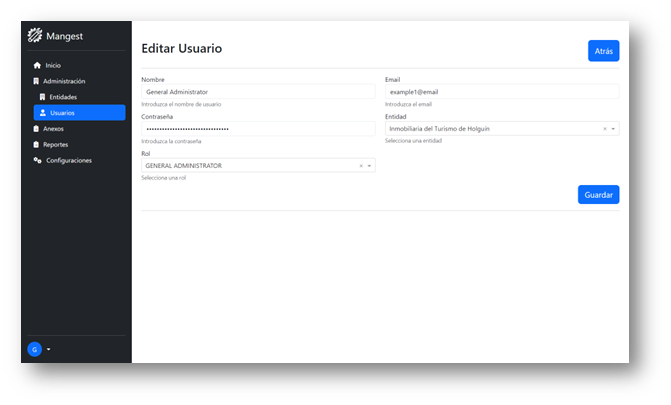 Mangest
Inicio
Administración
Entidades
Usuarios
Anexos
Reportes
Configuraciones
G
Editar Usuario
Atrás
Nombre
General Administrator
Introduzca el nombre de usuario
Email
example1@email
Introduzca el email
Contraseña
•••••••••••••••••••••••••••••••
Introduzca la contraseña
Entidad
Inmobiliaria del Turismo de Holguín
Selecciona una entidad
Rol
GENERAL ADMINISTRATOR
Selecciona una rol
Guardar